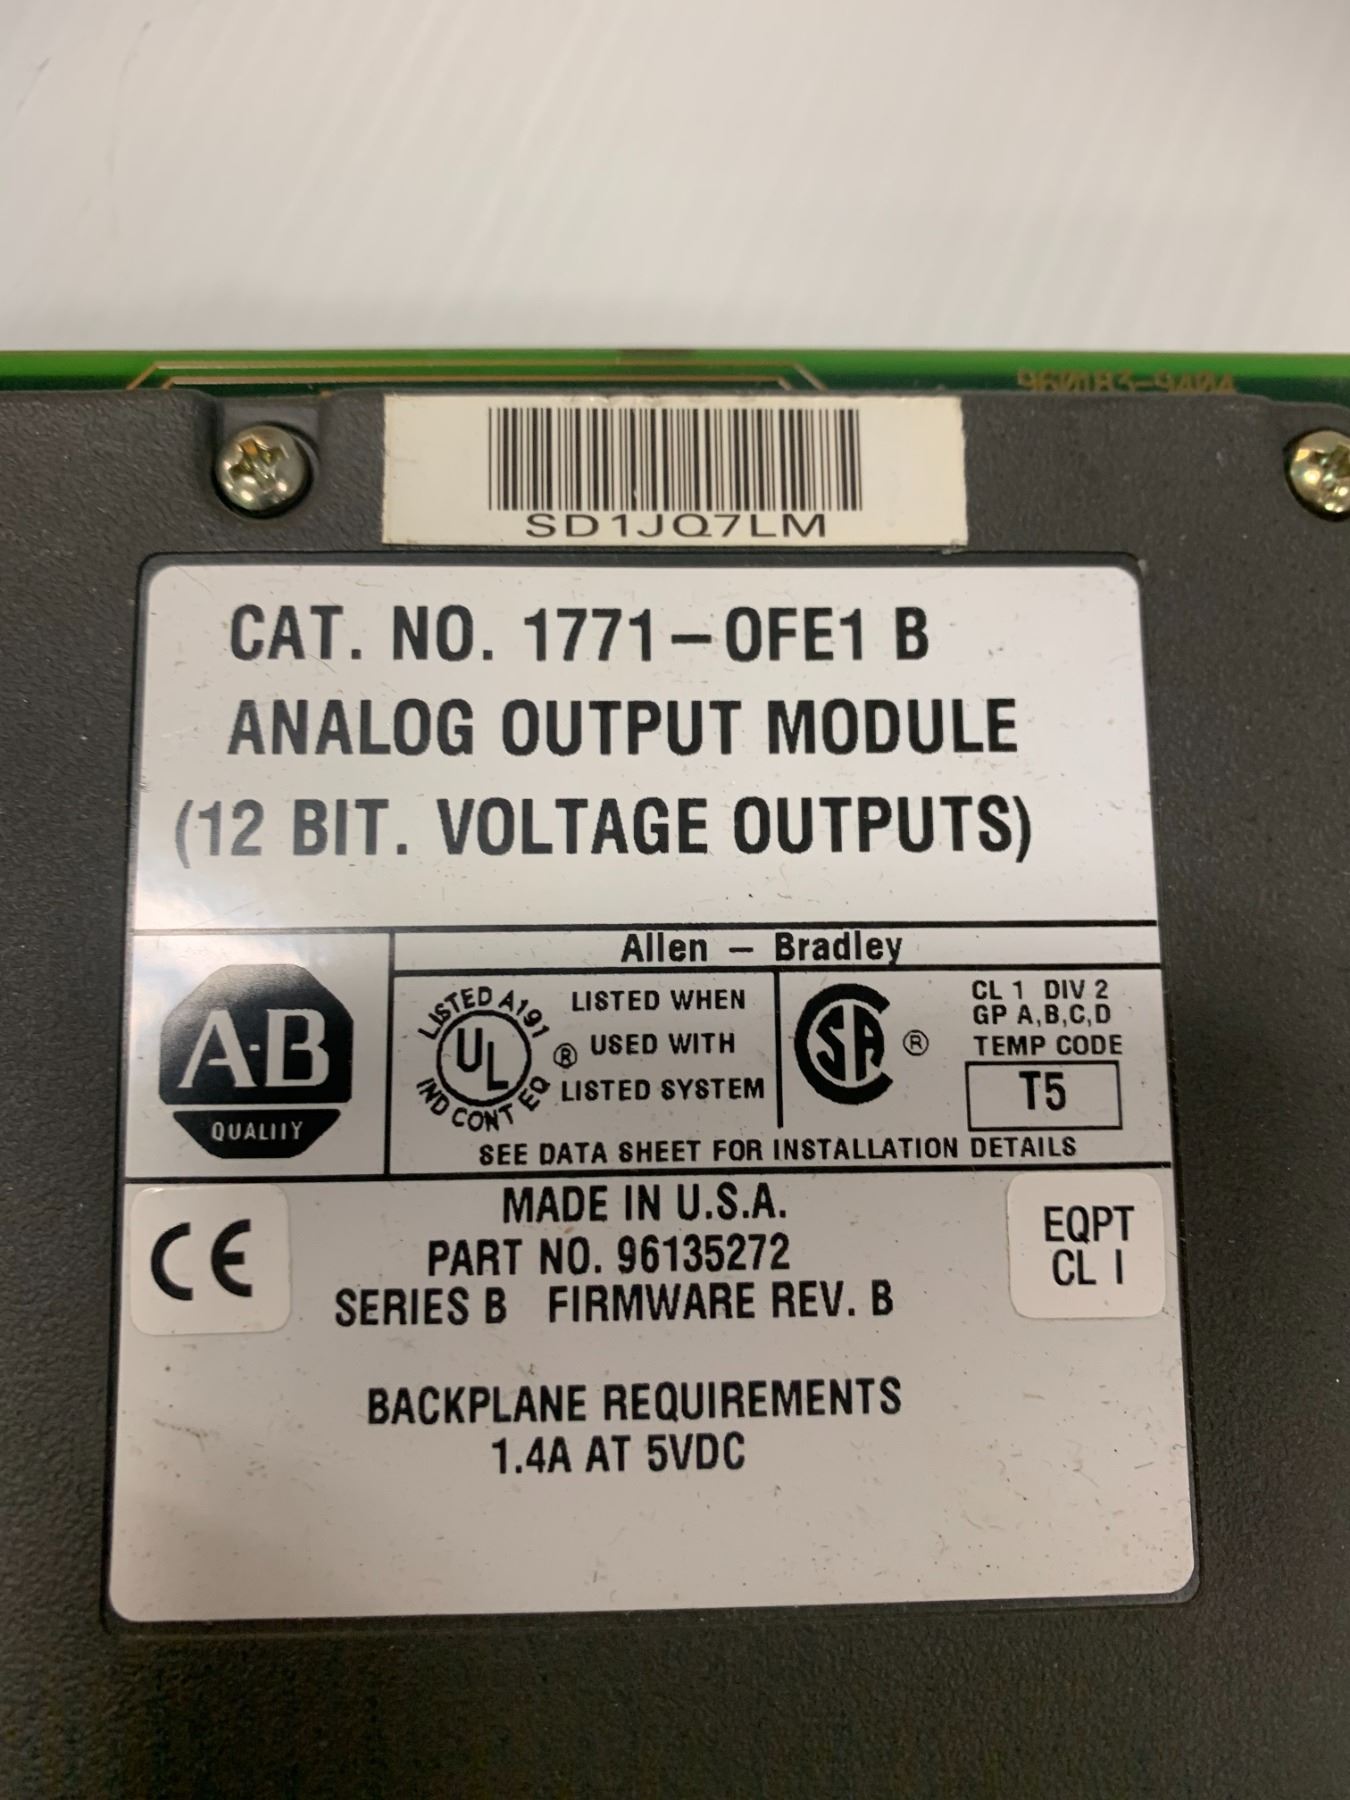 960183-9404
SD1JQ7LM
CAT. NO. 1771-OFE1 B
ANALOG OUTPUT MODULE
(12 BIT. VOLTAGE OUTPUTS)
Allen - Bradley
A-B
QUALITY
LISTED A191
UL
IND CONT EQ
®
LISTED WHEN
USED WITH
LISTED SYSTEM
SA
®
CL 1 DIV 2
GP A,B,C,D
TEMP CODE
T5
SEE DATA SHEET FOR INSTALLATION DETAILS
CE
MADE IN U.S.A.
PART NO. 96135272
SERIES B FIRMWARE REV. B
EQPT
CL I
BACKPLANE REQUIREMENTS
1.4A AT 5VDC